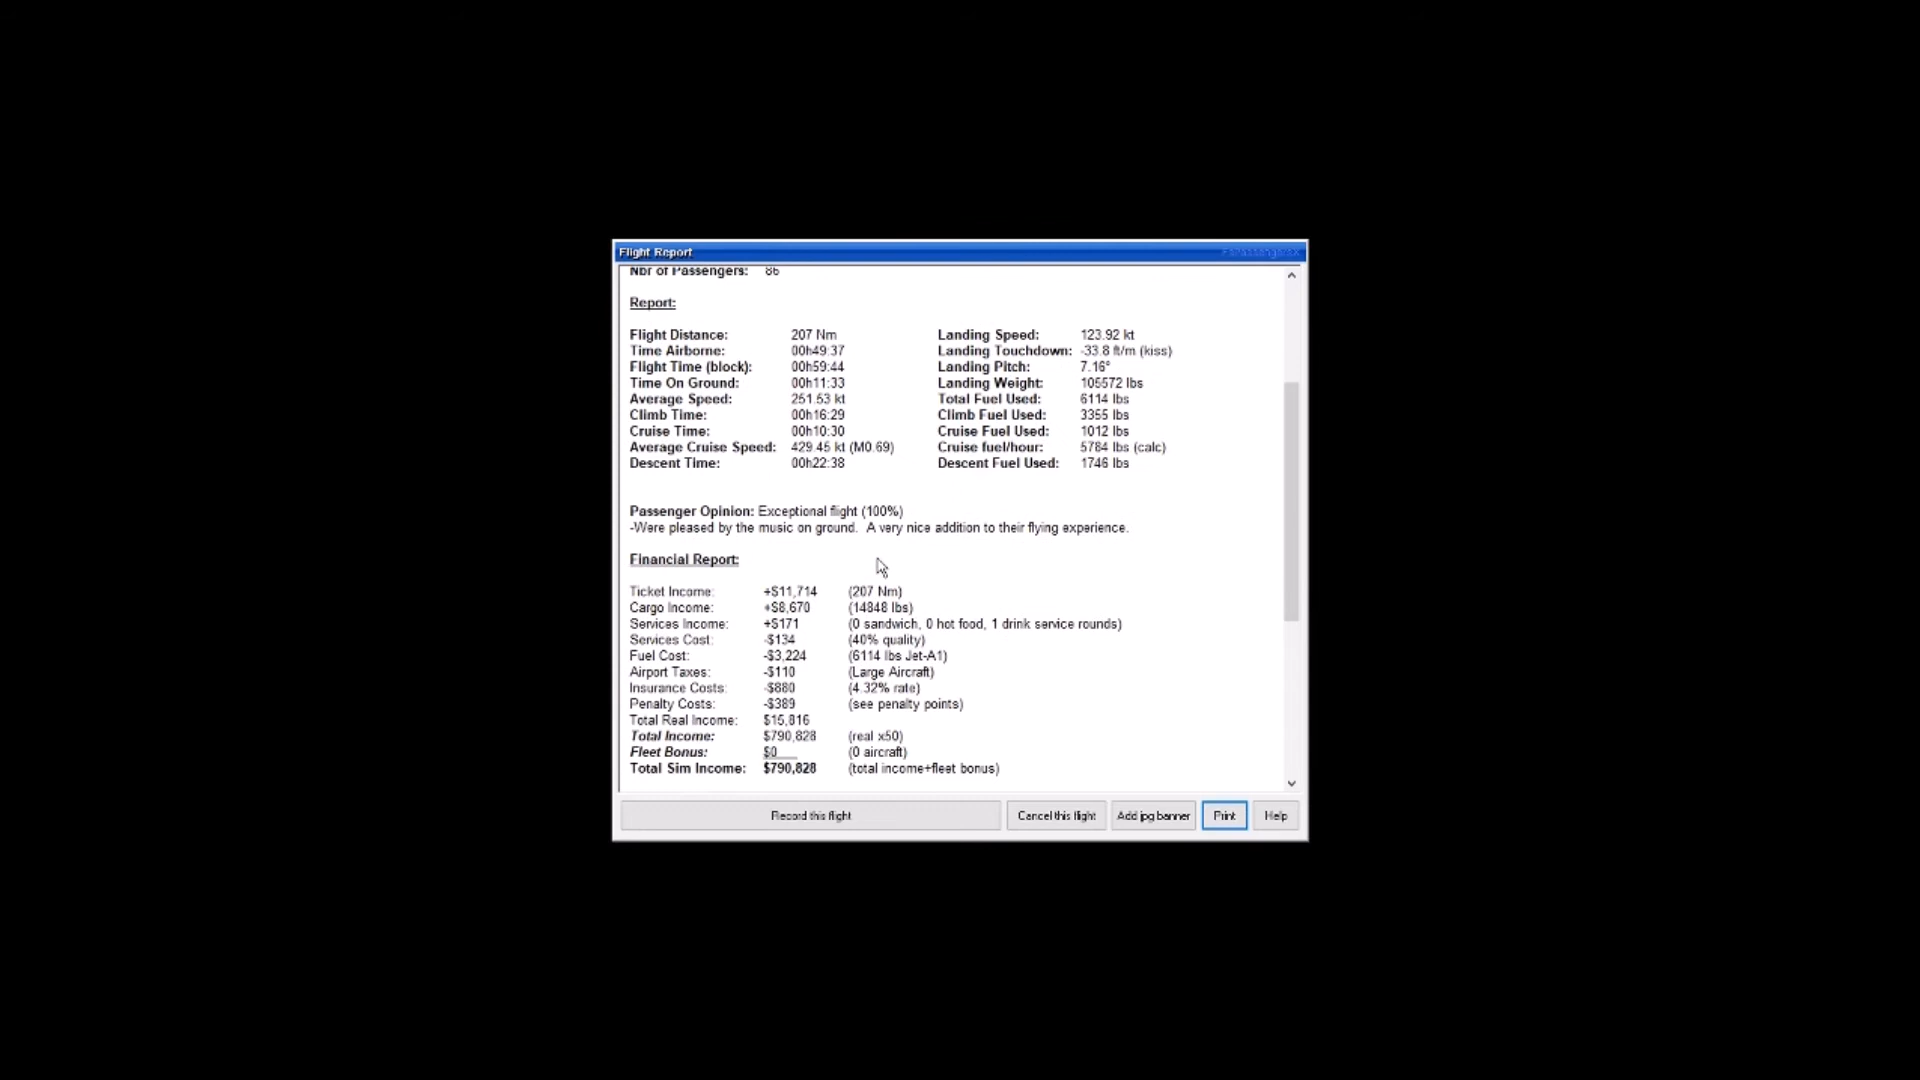 Flight Report
Nbr of Passengers: 86
Report:
Flight Distance: 207 Nm Landing Speed: 123.92 kt
Time Airborne: 00h49:37 Landing Touchdown: -33.8 ft/m (kiss)
Flight Time (block): 00h59:44 Landing Pitch: 7.16°
Time On Ground: 00h11:33 Landing Weight: 105572 lbs
Average Speed: 251.53 kt Total Fuel Used: 6114 lbs
Climb Time: 00h16:29 Climb Fuel Used: 3355 lbs
Cruise Time: 00h10:30 Cruise Fuel Used: 1012 lbs
Average Cruise Speed: 429.45 kt (M0.69) Cruise fuel/hour: 5784 lbs (calc)
Descent Time: 00h22:38 Descent Fuel Used: 1746 lbs
Passenger Opinion: Exceptional flight (100%)
-Were pleased by the music on ground. A very nice addition to their flying experience.
Financial Report:
Ticket Income: +$11,714 (207 Nm)
Cargo Income: +$8,670 (14848 lbs)
Services Income: +$171 (0 sandwich, 0 hot food, 1 drink service rounds)
Services Cost: -$134 (40% quality)
Fuel Cost: -$3,224 (6114 lbs Jet-A1)
Airport Taxes: -$110 (Large Aircraft)
Insurance Costs: -$880 (4.32% rate)
Penalty Costs: -$389 (see penalty points)
Total Real Income: $15,816
Total Income: $790,828 (real x50)
Fleet Bonus: $0 (0 aircraft)
Total Sim Income: $790,828 (total income+fleet bonus)
Record this flight Cancel this flight Add jpg banner Print Help